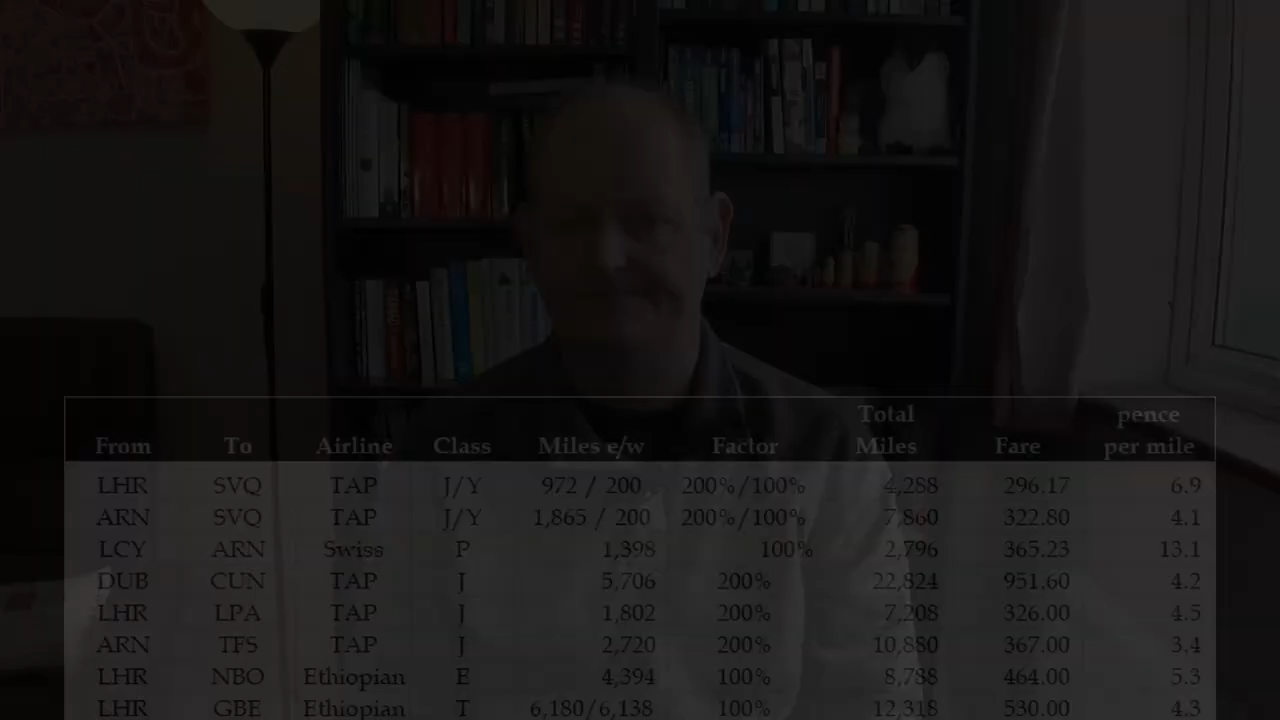 Total pence
From To Airline Class Miles e/w Factor Miles Fare per mile
LHR SVQ TAP J/Y 972 / 200 200%/100% 4,288 296.17 6.9
ARN SVQ TAP J/Y 1,865 / 200 200%/100% 7,860 322.80 4.1
LCY ARN Swiss P 1,398 100% 2,796 365.23 13.1
DUB CUN TAP J 5,706 200% 22,824 951.60 4.2
LHR LPA TAP J 1,802 200% 7,208 326.00 4.5
ARN TFS TAP J 2,720 200% 10,880 367.00 3.4
LHR NBO Ethiopian E 4,394 100% 8,788 464.00 5.3
LHR GBE Ethiopian T 6,180/6,138 100% 12,318 530.00 4.3